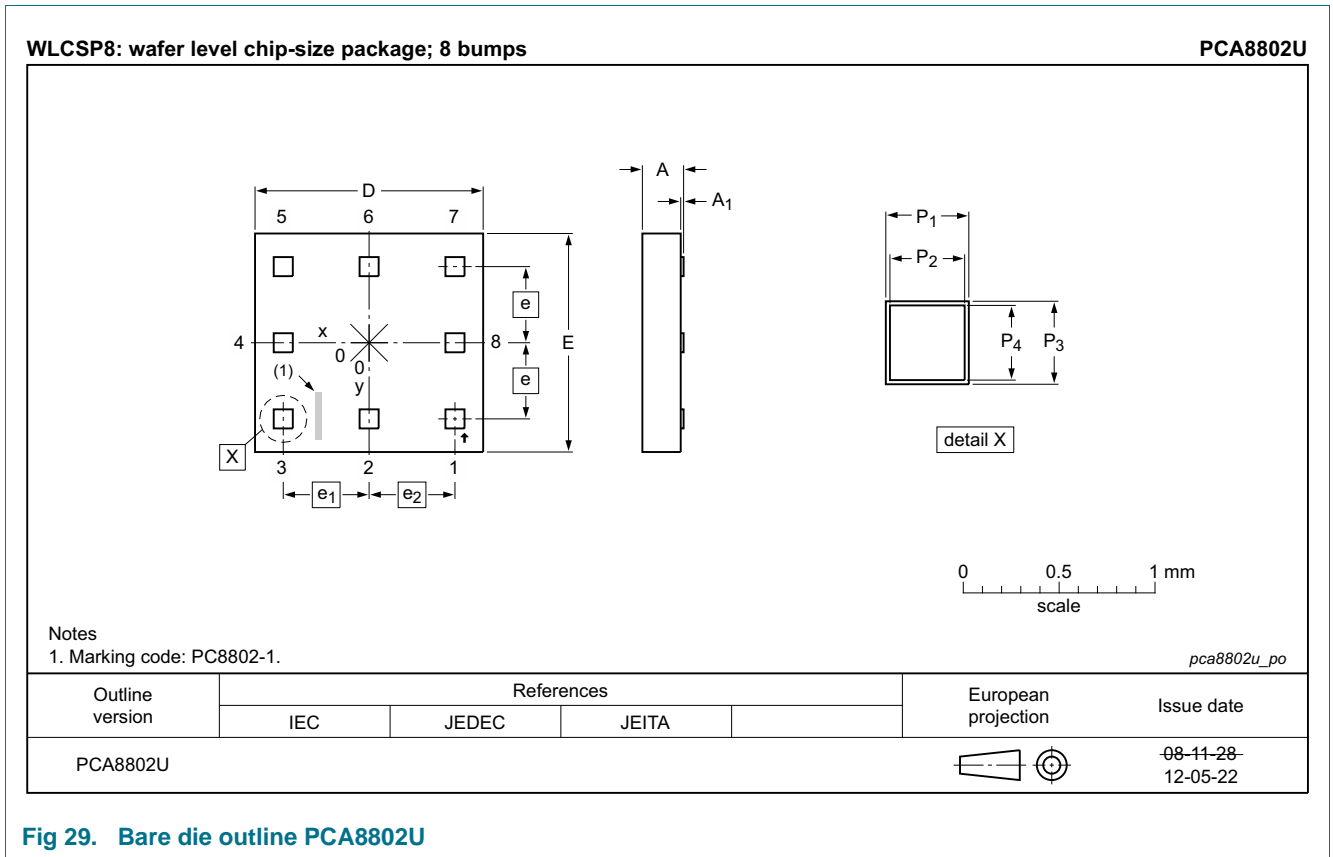 WLCSP8: wafer level chip-size package; 8 bumps PCA8802U
D
5 6 7
e
E
4 x 8
0
0
y
(1)
e
X
3 2 1
e1 e2
A
A1
P1
P2
P4 P3
detail X
0 0.5 1 mm
scale
Notes
1. Marking code: PC8802-1.
pca8802u_po
Outline version References European projection Issue date
IEC JEDEC JEITA
PCA8802U 08-11-28
12-05-22
Fig 29. Bare die outline PCA8802U